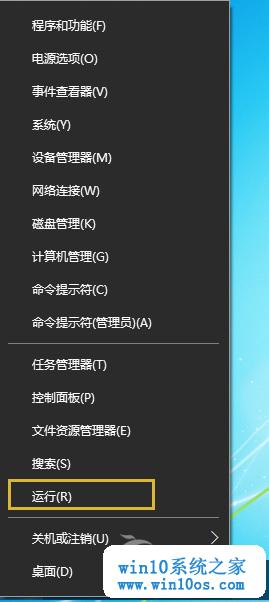 程序和功能(F)
电源选项(O)
事件查看器(V)
系统(Y)
设备管理器(M)
网络连接(W)
磁盘管理(K)
计算机管理(G)
命令提示符(C)
命令提示符(管理员)(A)
任务管理器(T)
控制面板(P)
文件资源管理器(E)
搜索(S)
运行(R)
关机或注销(U)
桌面(D)
win10系统之家
www.win10os.com